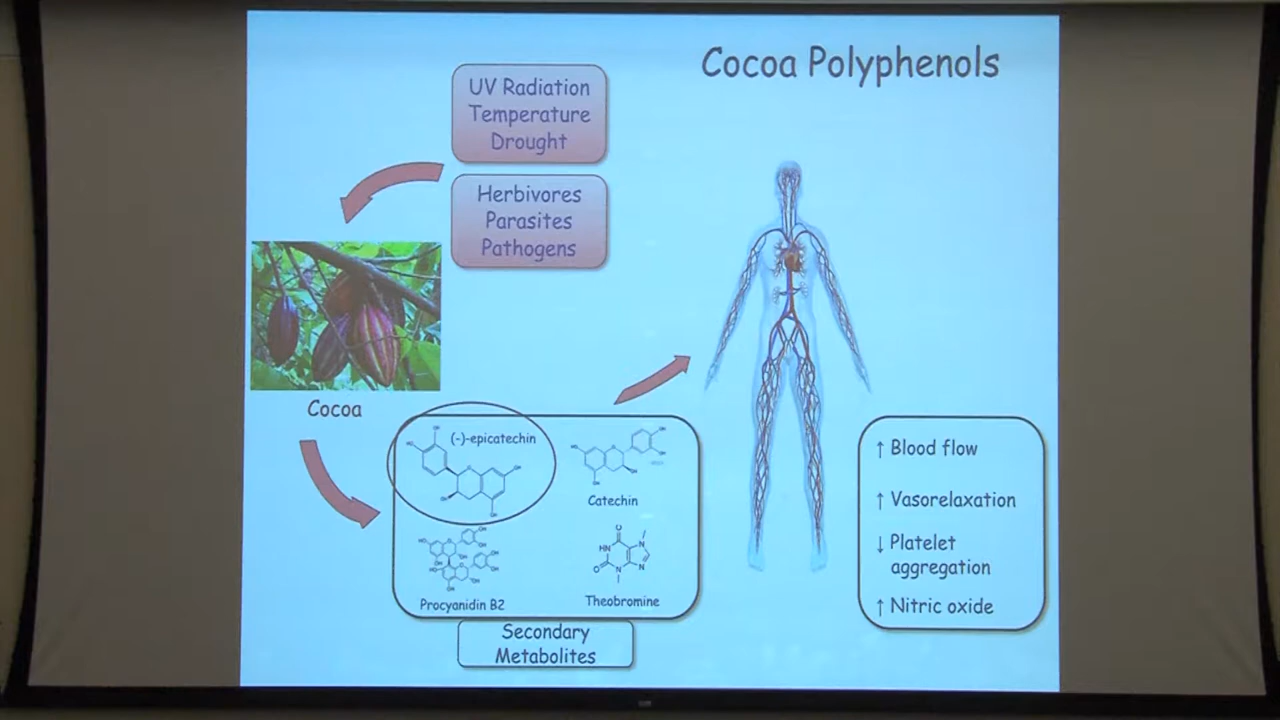 Cocoa Polyphenols
UV Radiation
Temperature
Drought
Herbivores
Parasites
Pathogens
Cocoa
(-)-epicatechin
Catechin
Procyanidin B2
Theobromine
Secondary
Metabolites
↑ Blood flow
↑ Vasorelaxation
↓ Platelet
aggregation
↑ Nitric oxide